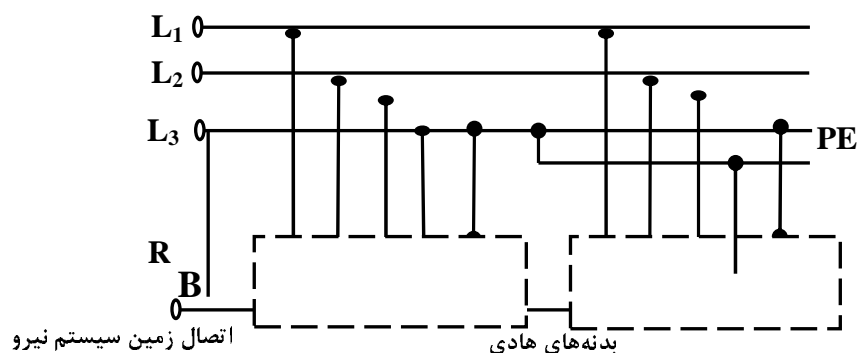 L1
L2
L3
PE
R
B
اتصال زمین سیستم نیرو
بدنه‌های هادی